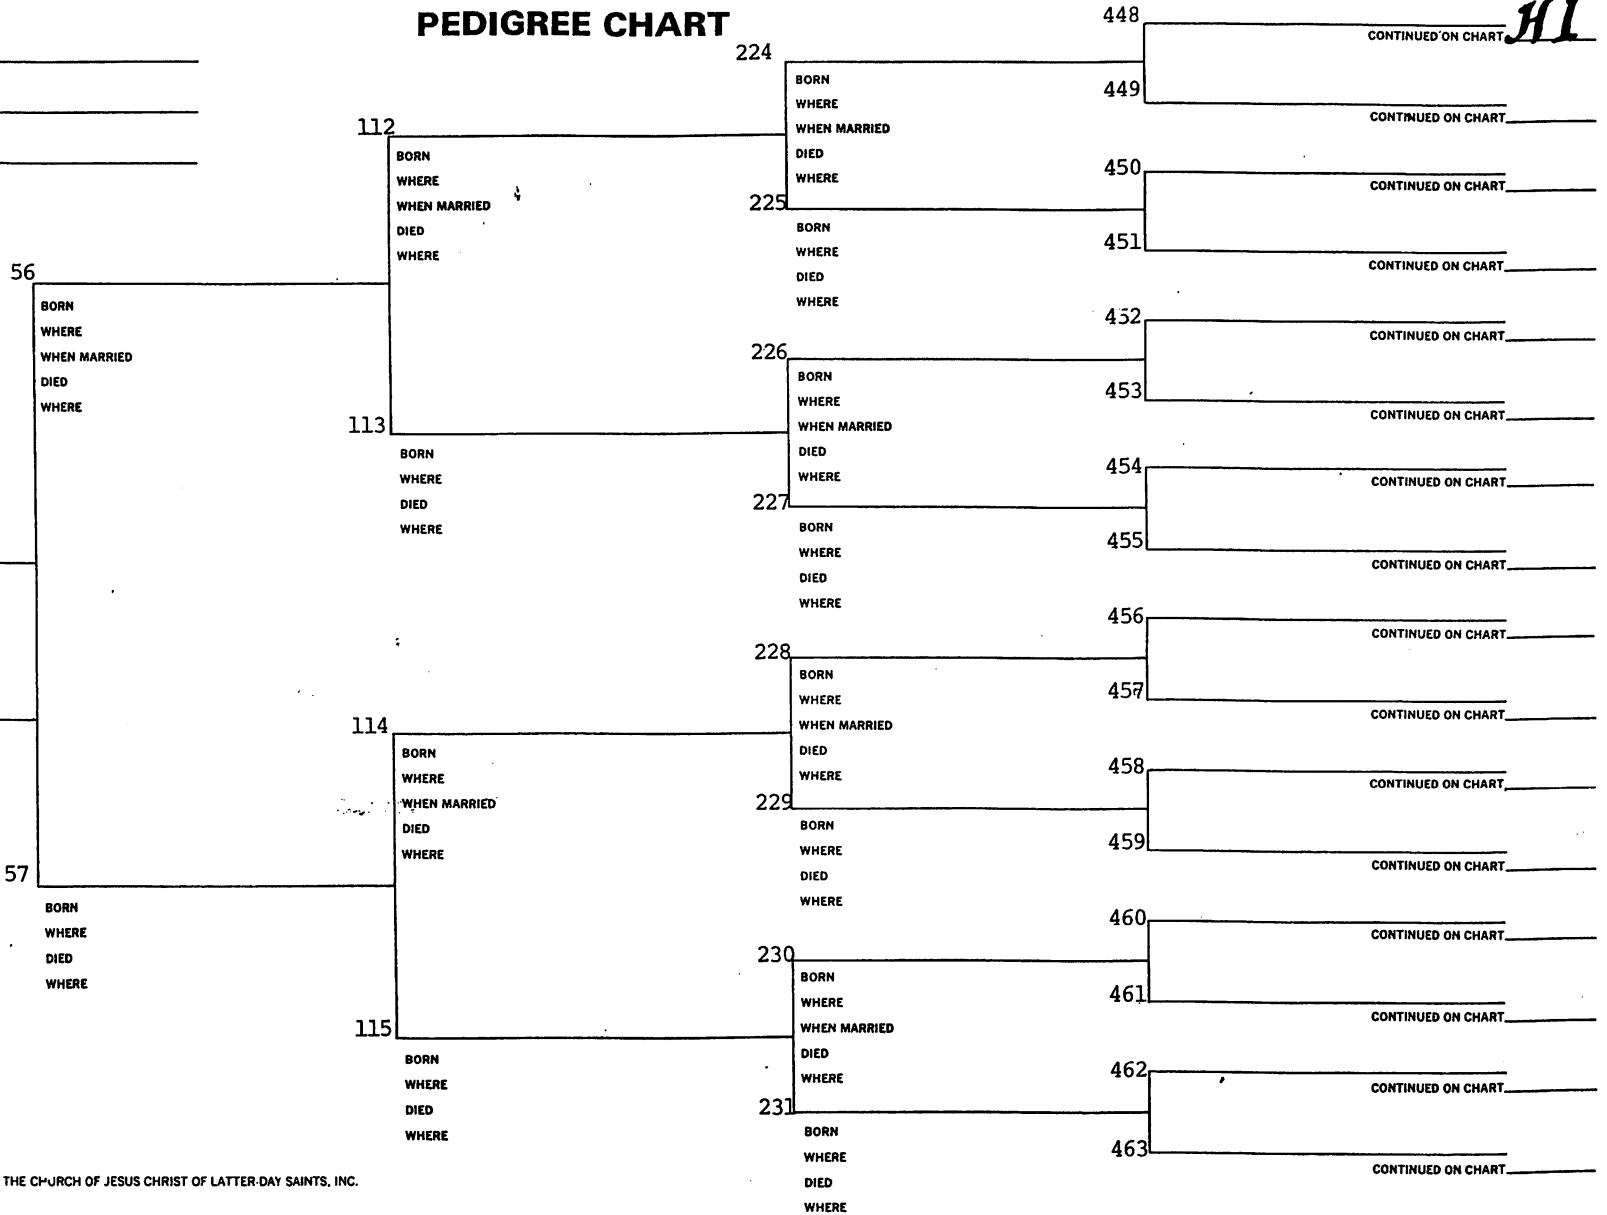 PEDIGREE CHART
448
CONTINUED ON CHART HI
224
BORN
WHERE
WHEN MARRIED
DIED
WHERE
449
CONTINUED ON CHART
112
BORN
WHERE
WHEN MARRIED
DIED
WHERE
450
CONTINUED ON CHART
225
BORN
WHERE
DIED
WHERE
451
CONTINUED ON CHART
56
BORN
WHERE
WHEN MARRIED
DIED
WHERE
452
CONTINUED ON CHART
226
BORN
WHERE
WHEN MARRIED
DIED
WHERE
453
CONTINUED ON CHART
113
BORN
WHERE
DIED
WHERE
454
CONTINUED ON CHART
227
BORN
WHERE
DIED
WHERE
455
CONTINUED ON CHART
456
CONTINUED ON CHART
228
BORN
WHERE
WHEN MARRIED
DIED
WHERE
457
CONTINUED ON CHART
114
BORN
WHERE
WHEN MARRIED
DIED
WHERE
458
CONTINUED ON CHART
229
BORN
WHERE
DIED
WHERE
459
CONTINUED ON CHART
57
BORN
WHERE
DIED
WHERE
460
CONTINUED ON CHART
230
BORN
WHERE
WHEN MARRIED
DIED
WHERE
461
CONTINUED ON CHART
115
BORN
WHERE
DIED
WHERE
462
CONTINUED ON CHART
231
BORN
WHERE
DIED
WHERE
463
CONTINUED ON CHART
THE CHURCH OF JESUS CHRIST OF LATTER-DAY SAINTS, INC.